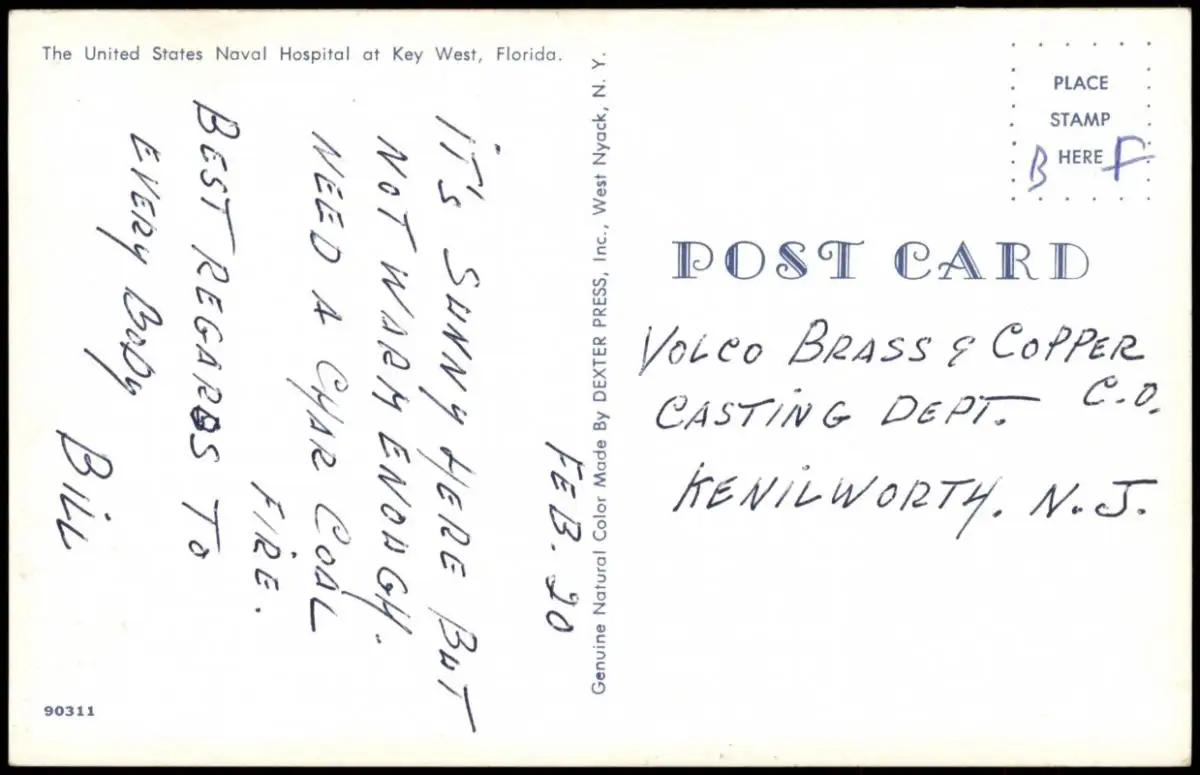 The United States Naval Hospital at Key West, Florida.
FEB. 20
iT'S SUNNY HERE BUT
NOT WARM ENOUGH.
NEED A CHAR COAL
FIRE.
BEST REGARDS TO
EVERY BODY
BiLL
90311
Genuine Natural Color Made By DEXTER PRESS, Inc., West Nyack, N. Y.
PLACE
STAMP
HERE
B F
POST CARD
VOLCO BRASS & COPPER
C.O.
CASTING DEPT.
KENILWORTH, N.J.